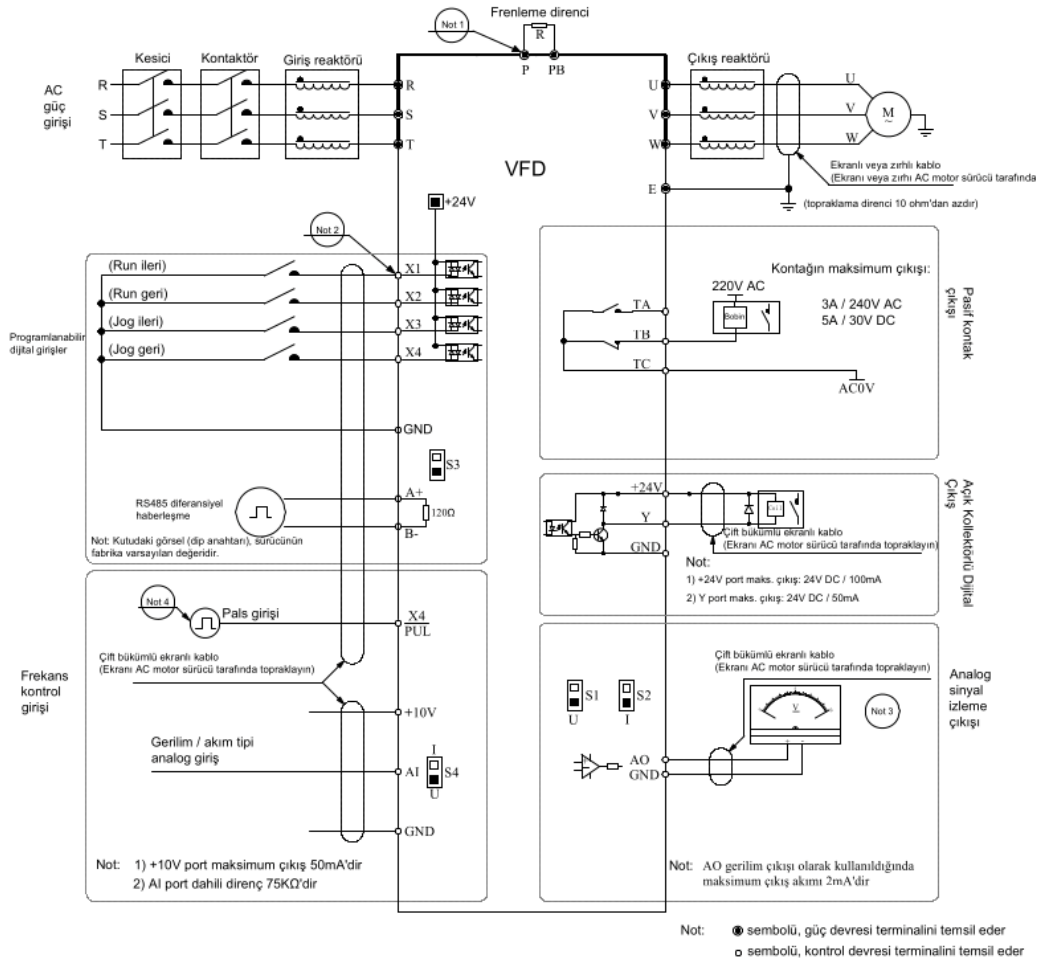 Frenleme direnci
Not 1
R
P PB
Kesici Kontaktör Giriş reaktörü
Çıkış reaktörü
AC
güç
girişi
R
S
T
R
S
T
U
V
W
U
V
W
M
~
VFD
E
Ekranlı veya zırhlı kablo
(Ekranı veya zırhı AC motor sürücü tarafında
(topraklama direnci 10 ohm'dan azdır)
+24V
Not 2
Programlanabilir
dijital girişler
(Run ileri)
X1
(Run geri)
X2
(Jog ileri)
X3
(Jog geri)
X4
GND
S3
RS485 diferansiyel
haberleşme
A+
120Ω
B-
Not: Kutudaki görsel (dip anahtarı), sürücünün
fabrika varsayılan değeridir.
Kontağın maksimum çıkışı:
220V AC
3A / 240V AC
5A / 30V DC
Bobin
TA
TB
TC
AC0V
Pasif kontak
çıkışı
+24V
Y
GND
Coil
Çift bükümlü ekranlı kablo
(Ekranı AC motor sürücü tarafında topraklayın)
Not:
1) +24V port maks. çıkış: 24V DC / 100mA
2) Y port maks. çıkış: 24V DC / 50mA
Açık Kollektörlü Dijital
Çıkış
Frekans
kontrol
girişi
Not 4
Pals girişi
X4
PUL
Çift bükümlü ekranlı kablo
(Ekranı AC motor sürücü tarafında topraklayın)
+10V
Gerilim / akım tipi
analog giriş
AI
I
S4
U
GND
Not: 1) +10V port maksimum çıkış 50mA'dir
2) AI port dahili direnç 75KΩ'dir
Çift bükümlü ekranlı kablo
(Ekranı AC motor sürücü tarafında topraklayın)
S1
U
S2
I
V
- -
Not 3
Analog
sinyal
izleme
çıkışı
AO
GND
Not: AO gerilim çıkışı olarak kullanıldığında
maksimum çıkış akımı 2mA'dir
Not: sembolü, güç devresi terminalini temsil eder
sembolü, kontrol devresi terminalini temsil eder